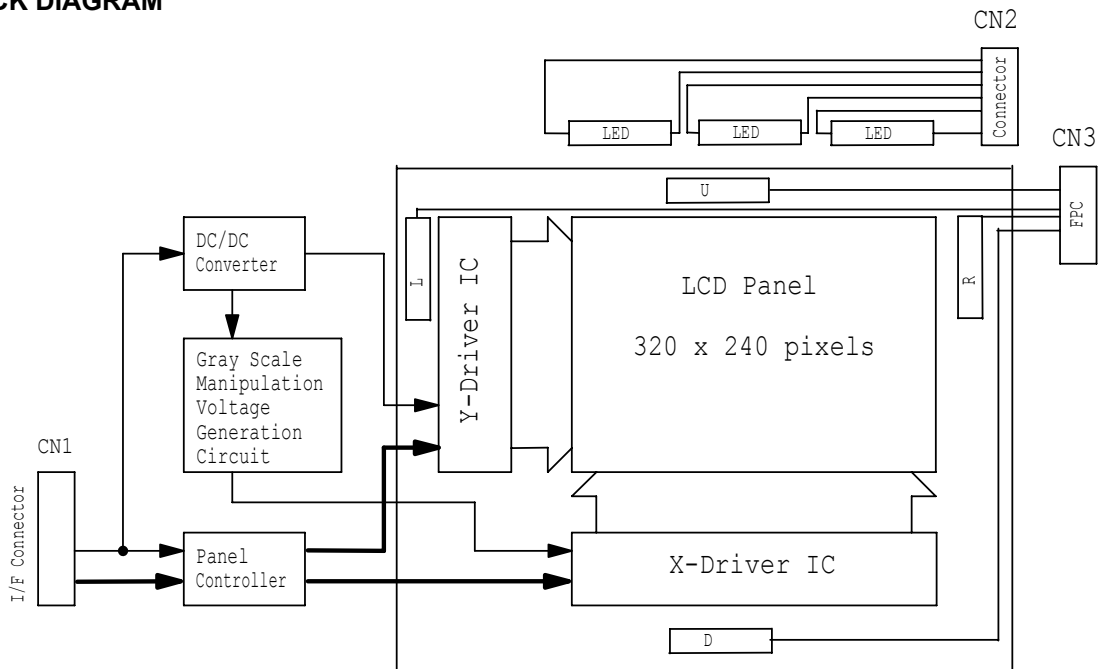 CK DIAGRAM
CN2
Connector
LED
LED
LED
CN3
FPC
U
L
R
DC/DC
Converter
Y-Driver IC
LCD Panel
320 x 240 pixels
Gray Scale
Manipulation
Voltage
Generation
Circuit
CN1
I/F Connector
Panel
Controller
X-Driver IC
D